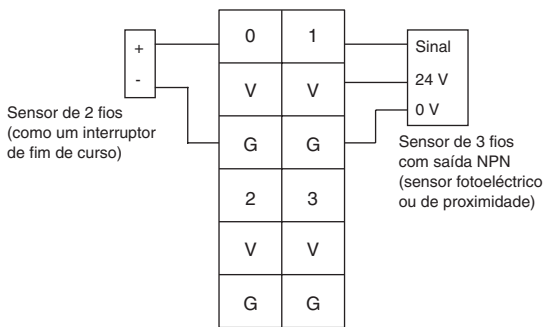 +
-
Sensor de 2 fios
(como um interruptor
de fim de curso)
0 1
V V
G G
2 3
V V
G G
Sinal
24 V
0 V
Sensor de 3 fios
com saída NPN
(sensor fotoeléctrico
ou de proximidade)